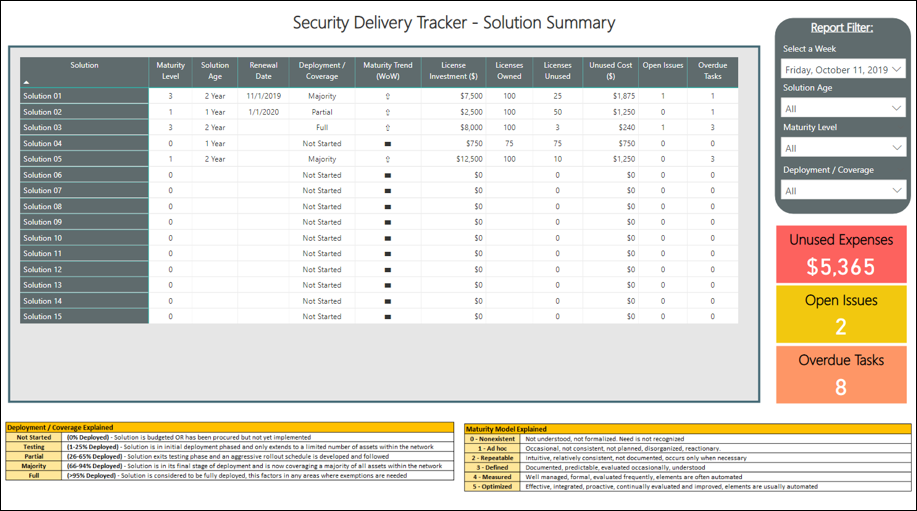 Security Delivery Tracker - Solution Summary
Solution Maturity Level Solution Age Renewal Date Deployment / Coverage Maturity Trend (WoW) License Investment ($) Licenses Owned Licenses Unused Unused Cost ($) Open Issues Overdue Tasks
Solution 01 3 2 Year 11/1/2019 Majority ⇧ $7,500 100 25 $1,875 1 1
Solution 02 1 1 Year 1/1/2020 Partial ⇧ $2,500 100 50 $1,250 0 1
Solution 03 3 2 Year Full ⇧ $8,000 100 3 $240 1 3
Solution 04 0 1 Year Not Started $750 75 75 $750 0 0
Solution 05 1 2 Year Majority ⇧ $12,500 100 10 $1,250 0 3
Solution 06 0 Not Started $0 $0 0 0
Solution 07 0 Not Started $0 $0 0 0
Solution 08 0 Not Started $0 $0 0 0
Solution 09 0 Not Started $0 $0 0 0
Solution 10 0 Not Started $0 $0 0 0
Solution 11 0 Not Started $0 $0 0 0
Solution 12 0 Not Started $0 $0 0 0
Solution 13 0 Not Started $0 $0 0 0
Solution 14 0 Not Started $0 $0 0 0
Solution 15 0 Not Started $0 $0 0 0
Report Filter:
Select a Week
Friday, October 11, 2019
Solution Age
All
Maturity Level
All
Deployment / Coverage
All
Unused Expenses
$5,365
Open Issues
2
Overdue Tasks
8
Deployment / Coverage Explained
Not Started (0% Deployed) - Solution is budgeted OR has been procured but not yet implemented
Testing (1-25% Deployed) - Solution is in initial deployment phased and only extends to a limited number of assets within the network
Partial (26-65% Deployed) - Solution exits testing phase and an aggressive rollout schedule is developed and followed
Majority (66-94% Deployed) - Solution is in its final stage of deployment and is now coveraging a majority of all assets within the network
Full (>95% Deployed) - Solution is considered to be fully deployed, this factors in any areas where exemptions are needed
Maturity Model Explained
0 - Nonexistent Not understood, not formalized. Need is not recognized
1 - Ad hoc Occasional, not consistent, not planned, disorganized, reactionary.
2 - Repeatable Intuitive, relatively consistent, not documented, occurs only when necessary
3 - Defined Documented, predictable, evaluated occasionally, understood
4 - Measured Well managed, formal, evaluated frequently, elements are often automated
5 - Optimized Effective, integrated, proactive, continually evaluated and improved, elements are usually automated